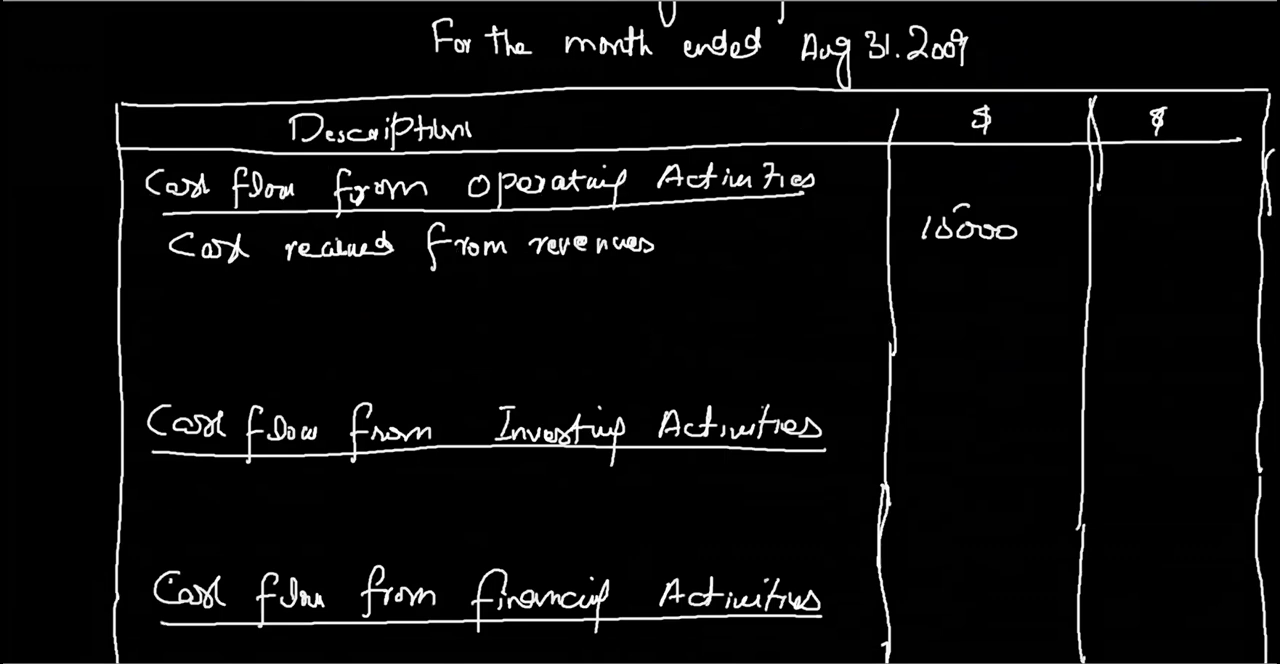 For the month ended Aug 31.2009
Description $ $
Cash flow from Operating Activities
Cash received from revenues 15000
Cash flow from Investing Activities
Cash flow from financing Activities